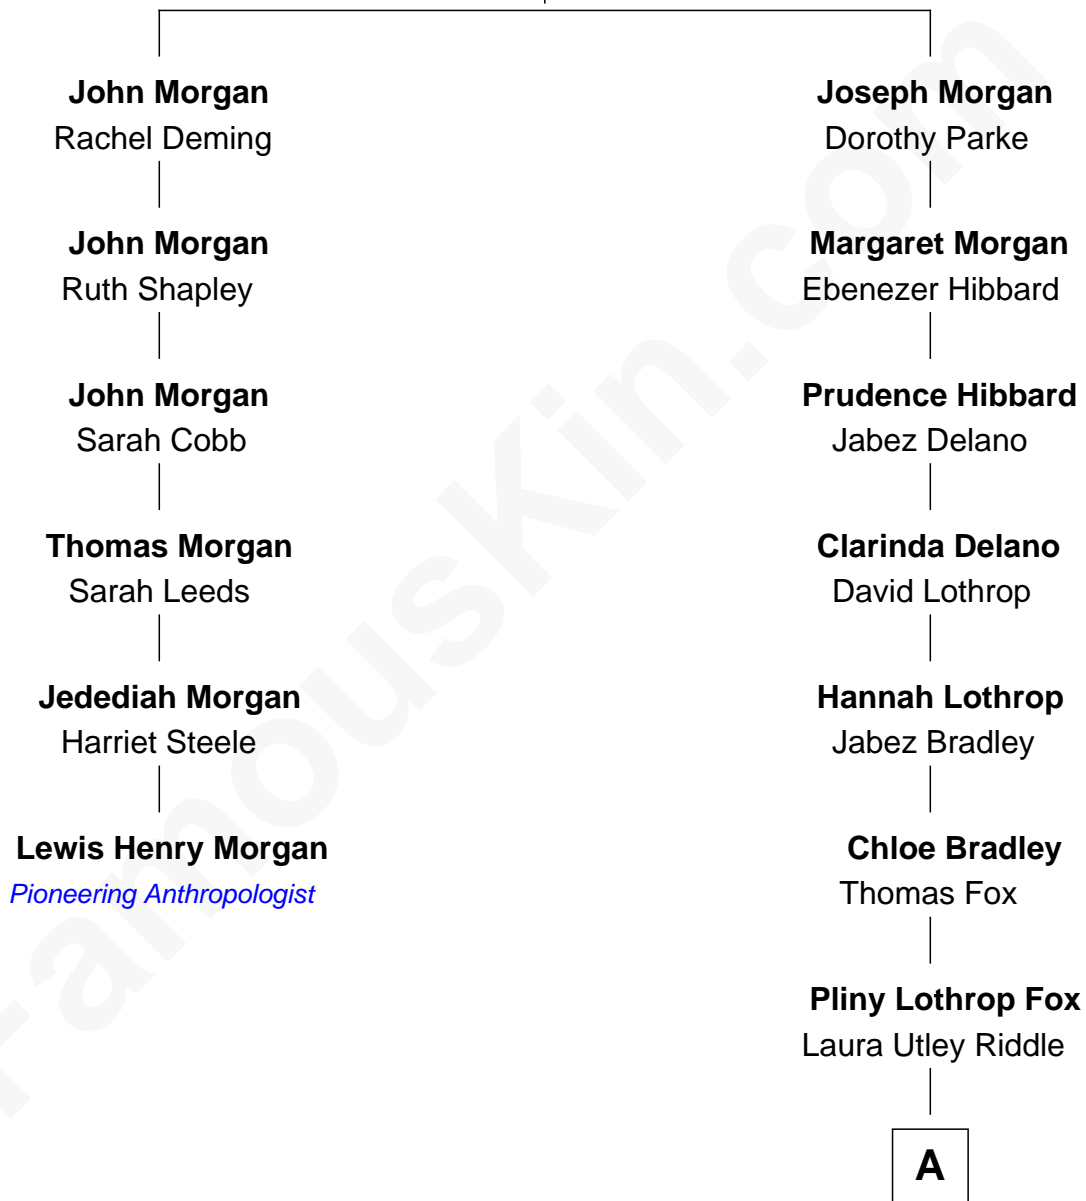 John Morgan
Rachel Deming
John Morgan
Ruth Shapley
John Morgan
Sarah Cobb
Thomas Morgan
Sarah Leeds
Jedediah Morgan
Harriet Steele
Lewis Henry Morgan
Pioneering Anthropologist
Joseph Morgan
Dorothy Parke
Margaret Morgan
Ebenezer Hibbard
Prudence Hibbard
Jabez Delano
Clarinda Delano
David Lothrop
Hannah Lothrop
Jabez Bradley
Chloe Bradley
Thomas Fox
Pliny Lothrop Fox
Laura Utley Riddle
A
FamousKin.com